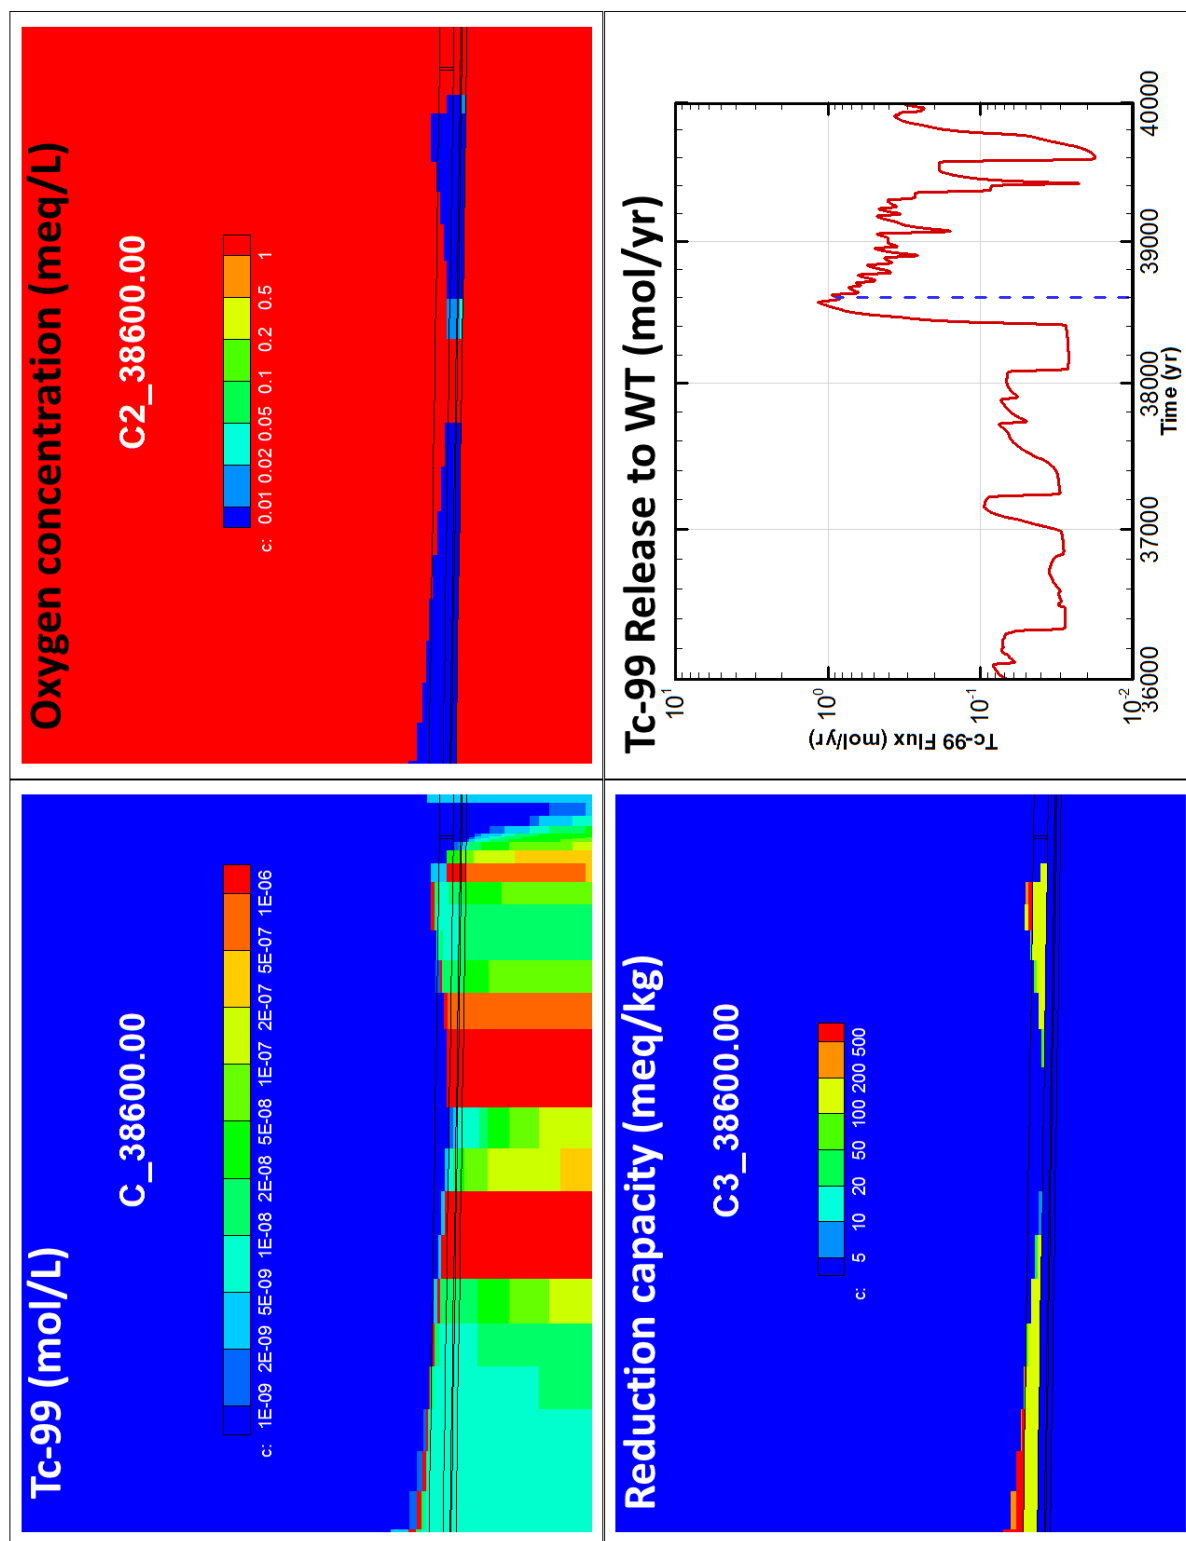 Tc-99 (mol/L)
C_38600.00
c: 1E-09 2E-09 5E-09 1E-08 2E-08 5E-08 1E-07 2E-07 5E-07 1E-06
Oxygen concentration (meq/L)
C2_38600.00
c: 0.01 0.02 0.05 0.1 0.2 0.5 1
Reduction capacity (meq/kg)
C3_38600.00
c: 5 10 20 50 100 200 500
Tc-99 Release to WT (mol/yr)
Tc-99 Flux (mol/yr)
10^1
10^0
10^-1
10^-2
36000 37000 38000 39000 40000
Time (yr)